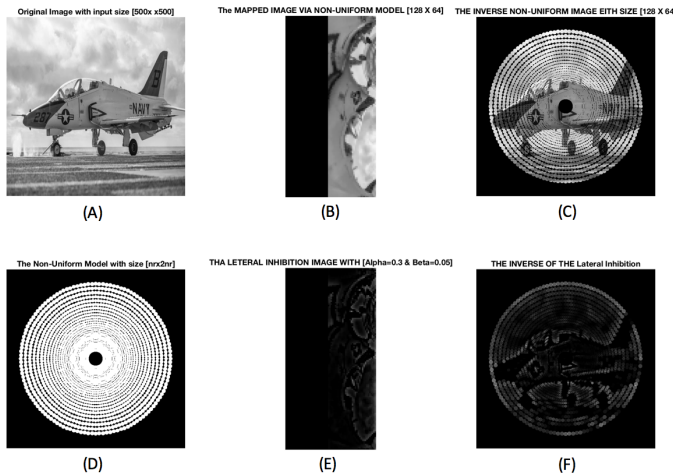 Original Image with input size [500x x500]
The MAPPED IMAGE VIA NON-UNIFORM MODEL [128 X 64]
THE INVERSE NON-UNIFORM IMAGE EITH SIZE [128 X 64
NAVY
NAVY
(A)
(B)
(C)
The Non-Uniform Model with size [nrx2nr]
THA LETERAL INHIBITION IMAGE WITH [Alpha=0.3 & Beta=0.05]
THE INVERSE OF THE Lateral Inhibition
(D)
(E)
(F)